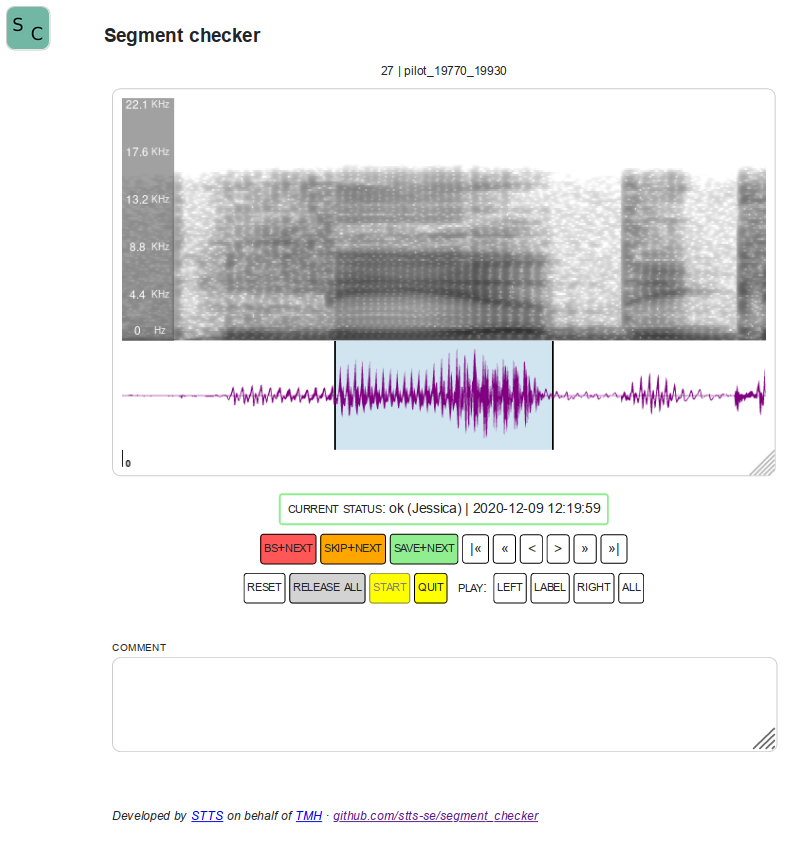 S C
Segment checker
27 | pilot_19770_19930
22.1 KHz
17.6 KHz
13.2 KHz
8.8 KHz
4.4 KHz
0 Hz
0
CURRENT STATUS: ok (Jessica) | 2020-12-09 12:19:59
BS+NEXT SKIP+NEXT SAVE+NEXT |« « < > » »|
RESET RELEASE ALL START QUIT PLAY: LEFT LABEL RIGHT ALL
COMMENT
Developed by STTS on behalf of TMH · github.com/stts-se/segment_checker